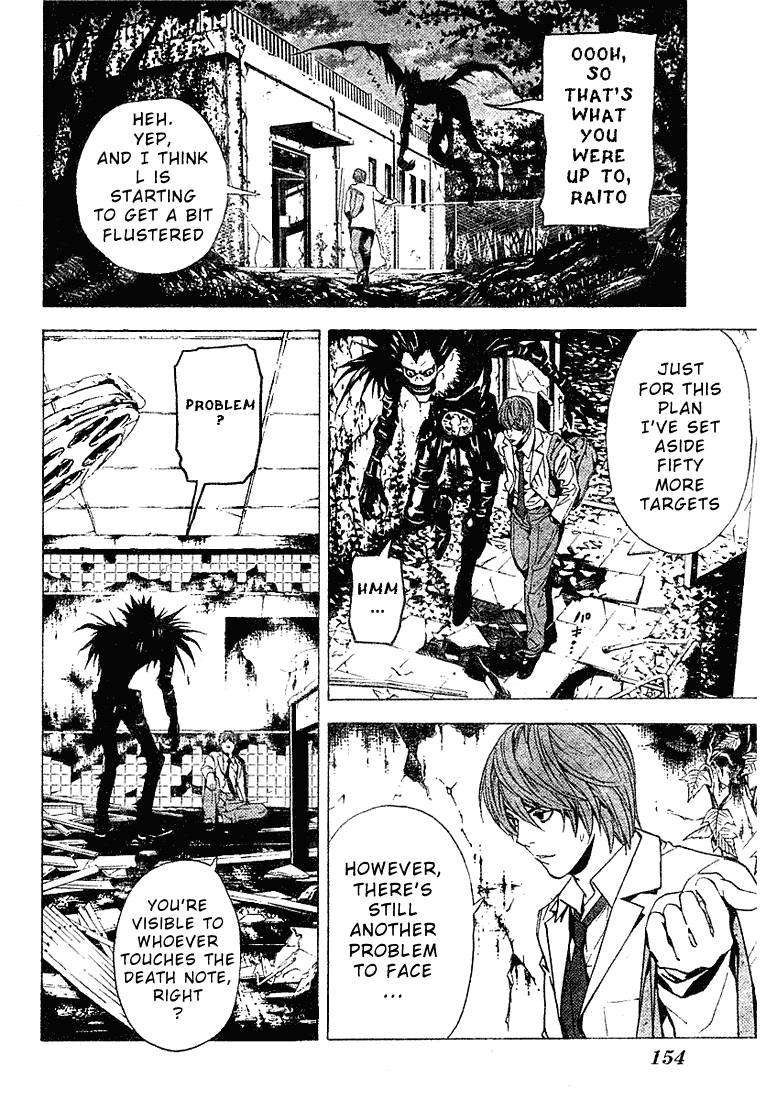 OOOH,
SO
THAT'S
WHAT
YOU
WERE
UP TO,
RAITO
HEH.
YEP,
AND I THINK
L IS
STARTING
TO GET A BIT
FLUSTERED
JUST
FOR THIS
PLAN
I'VE SET
ASIDE
FIFTY
MORE
TARGETS
HMM
...
HOWEVER,
THERE'S
STILL
ANOTHER
PROBLEM
TO FACE
...
PROBLEM
?
YOU'RE
VISIBLE TO
WHOEVER
TOUCHES THE
DEATH NOTE,
RIGHT
?
154